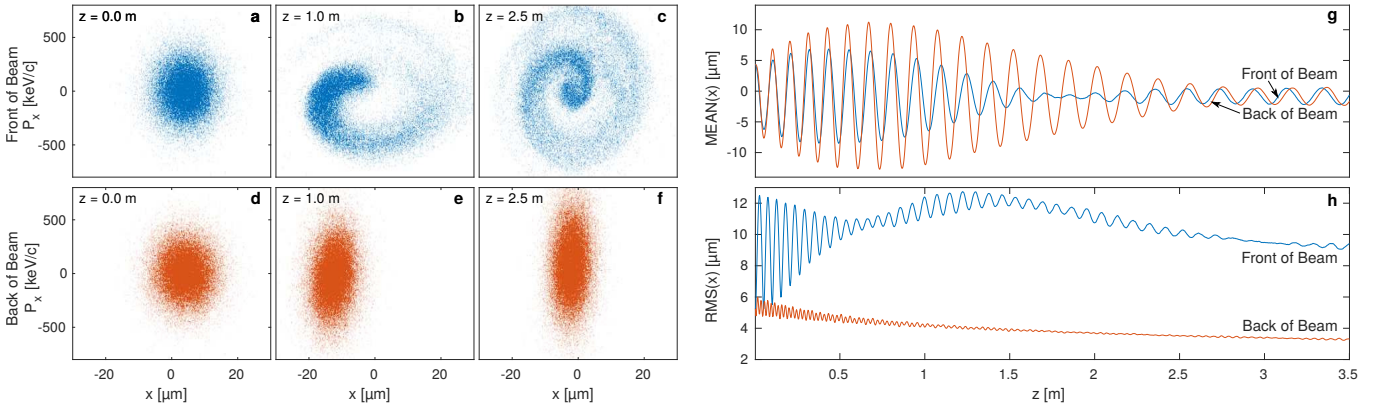 Front of Beam
P_x [keV/c]
500
0
-500
z = 0.0 m
a
z = 1.0 m
b
z = 2.5 m
c
Back of Beam
P_x [keV/c]
500
0
-500
z = 0.0 m
d
z = 1.0 m
e
z = 2.5 m
f
-20 0 20
-20 0 20
-20 0 20
x [μm]
x [μm]
x [μm]
MEAN(x) [μm]
10
5
0
-5
-10
g
Front of Beam
Back of Beam
RMS(x) [μm]
12
10
8
6
4
2
h
Front of Beam
Back of Beam
0.5 1 1.5 2 2.5 3 3.5
z [m]